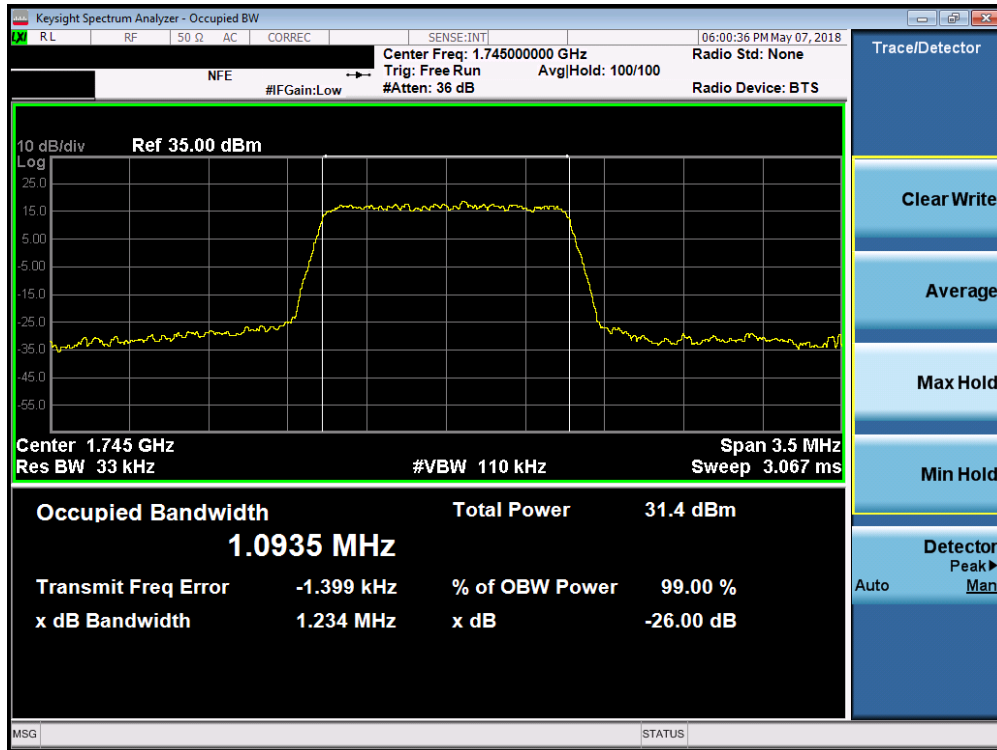 Keysight Spectrum Analyzer - Occupied BW
LXI RL RF 50 Ω AC CORREC SENSE:INT 06:00:36 PM May 07, 2018
Center Freq: 1.745000000 GHz Radio Std: None
NFE Trig: Free Run Avg|Hold: 100/100
#IFGain:Low #Atten: 36 dB Radio Device: BTS
Trace/Detector
10 dB/div Ref 35.00 dBm
Log
25.0
15.0
5.00
-5.00
-15.0
-25.0
-35.0
-45.0
-55.0
Center 1.745 GHz Span 3.5 MHz
Res BW 33 kHz #VBW 110 kHz Sweep 3.067 ms
Occupied Bandwidth Total Power 31.4 dBm
1.0935 MHz
Transmit Freq Error -1.399 kHz % of OBW Power 99.00 %
x dB Bandwidth 1.234 MHz x dB -26.00 dB
Clear Write
Average
Max Hold
Min Hold
Detector
Peak▶
Auto Man
MSG STATUS